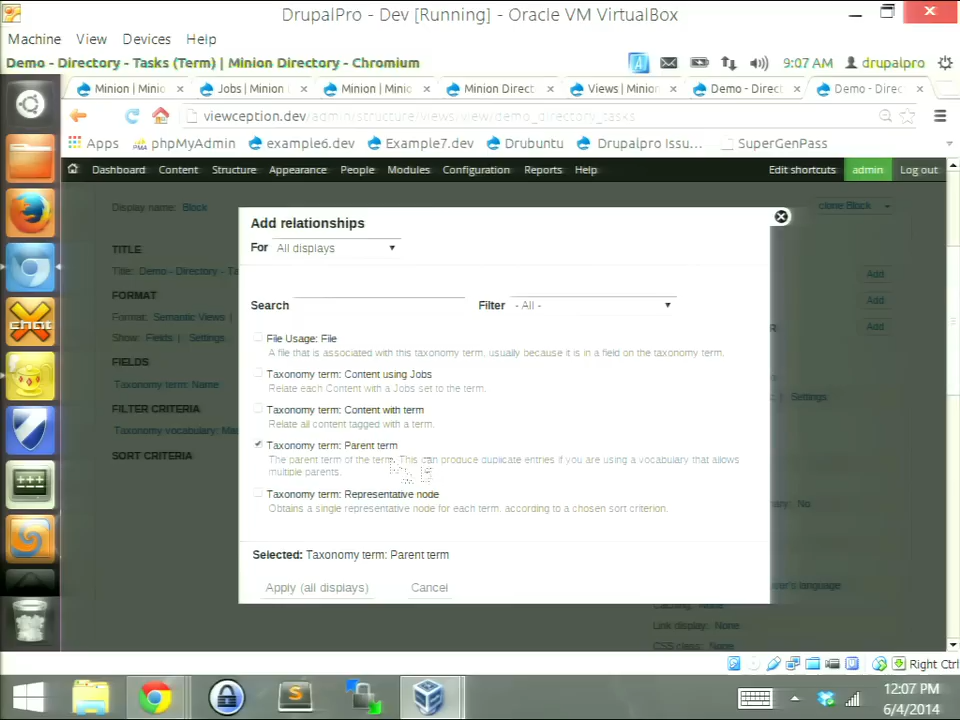 DrupalPro - Dev [Running] - Oracle VM VirtualBox
Machine View Devices Help
Demo - Directory - Tasks (Term) | Minion Directory - Chromium
9:07 AM drupalpro
Minion | Minio
Jobs | Minion |
Minion | Minio
Minion Direct
Views | Minion
Demo - Direct
Demo - Direc
viewception.dev/admin/structure/views/view/demo_directory_tasks
Apps phpMyAdmin example6.dev Example7.dev Drubuntu Drupalpro Issu... SuperGenPass
Dashboard Content Structure Appearance People Modules Configuration Reports Help Edit shortcuts admin Log out
Display name: Block
clone Block
Add relationships
For All displays
TITLE
Title: Demo - Directory - Ta
Add
FORMAT
Add
Format: Semantic Views |
Search
Filter - All -
Show: Fields | Settings
Add
File Usage: File
A file that is associated with this taxonomy term, usually because it is in a field on the taxonomy term.
FIELDS
Taxonomy term: Name
Taxonomy term: Content using Jobs
Relate each Content with a Jobs set to the term.
Settings
FILTER CRITERIA
Taxonomy term: Content with term
Relate all content tagged with a term.
Taxonomy vocabulary: Ma
SORT CRITERIA
Taxonomy term: Parent term
The parent term of the term. This can produce duplicate entries if you are using a vocabulary that allows
multiple parents.
Taxonomy term: Representative node
Obtains a single representative node for each term, according to a chosen sort criterion.
No
Selected: Taxonomy term: Parent term
Apply (all displays) Cancel
er's language
Caching: None
Link display: None
CSS class: None
Right Ctrl
12:07 PM
6/4/2014